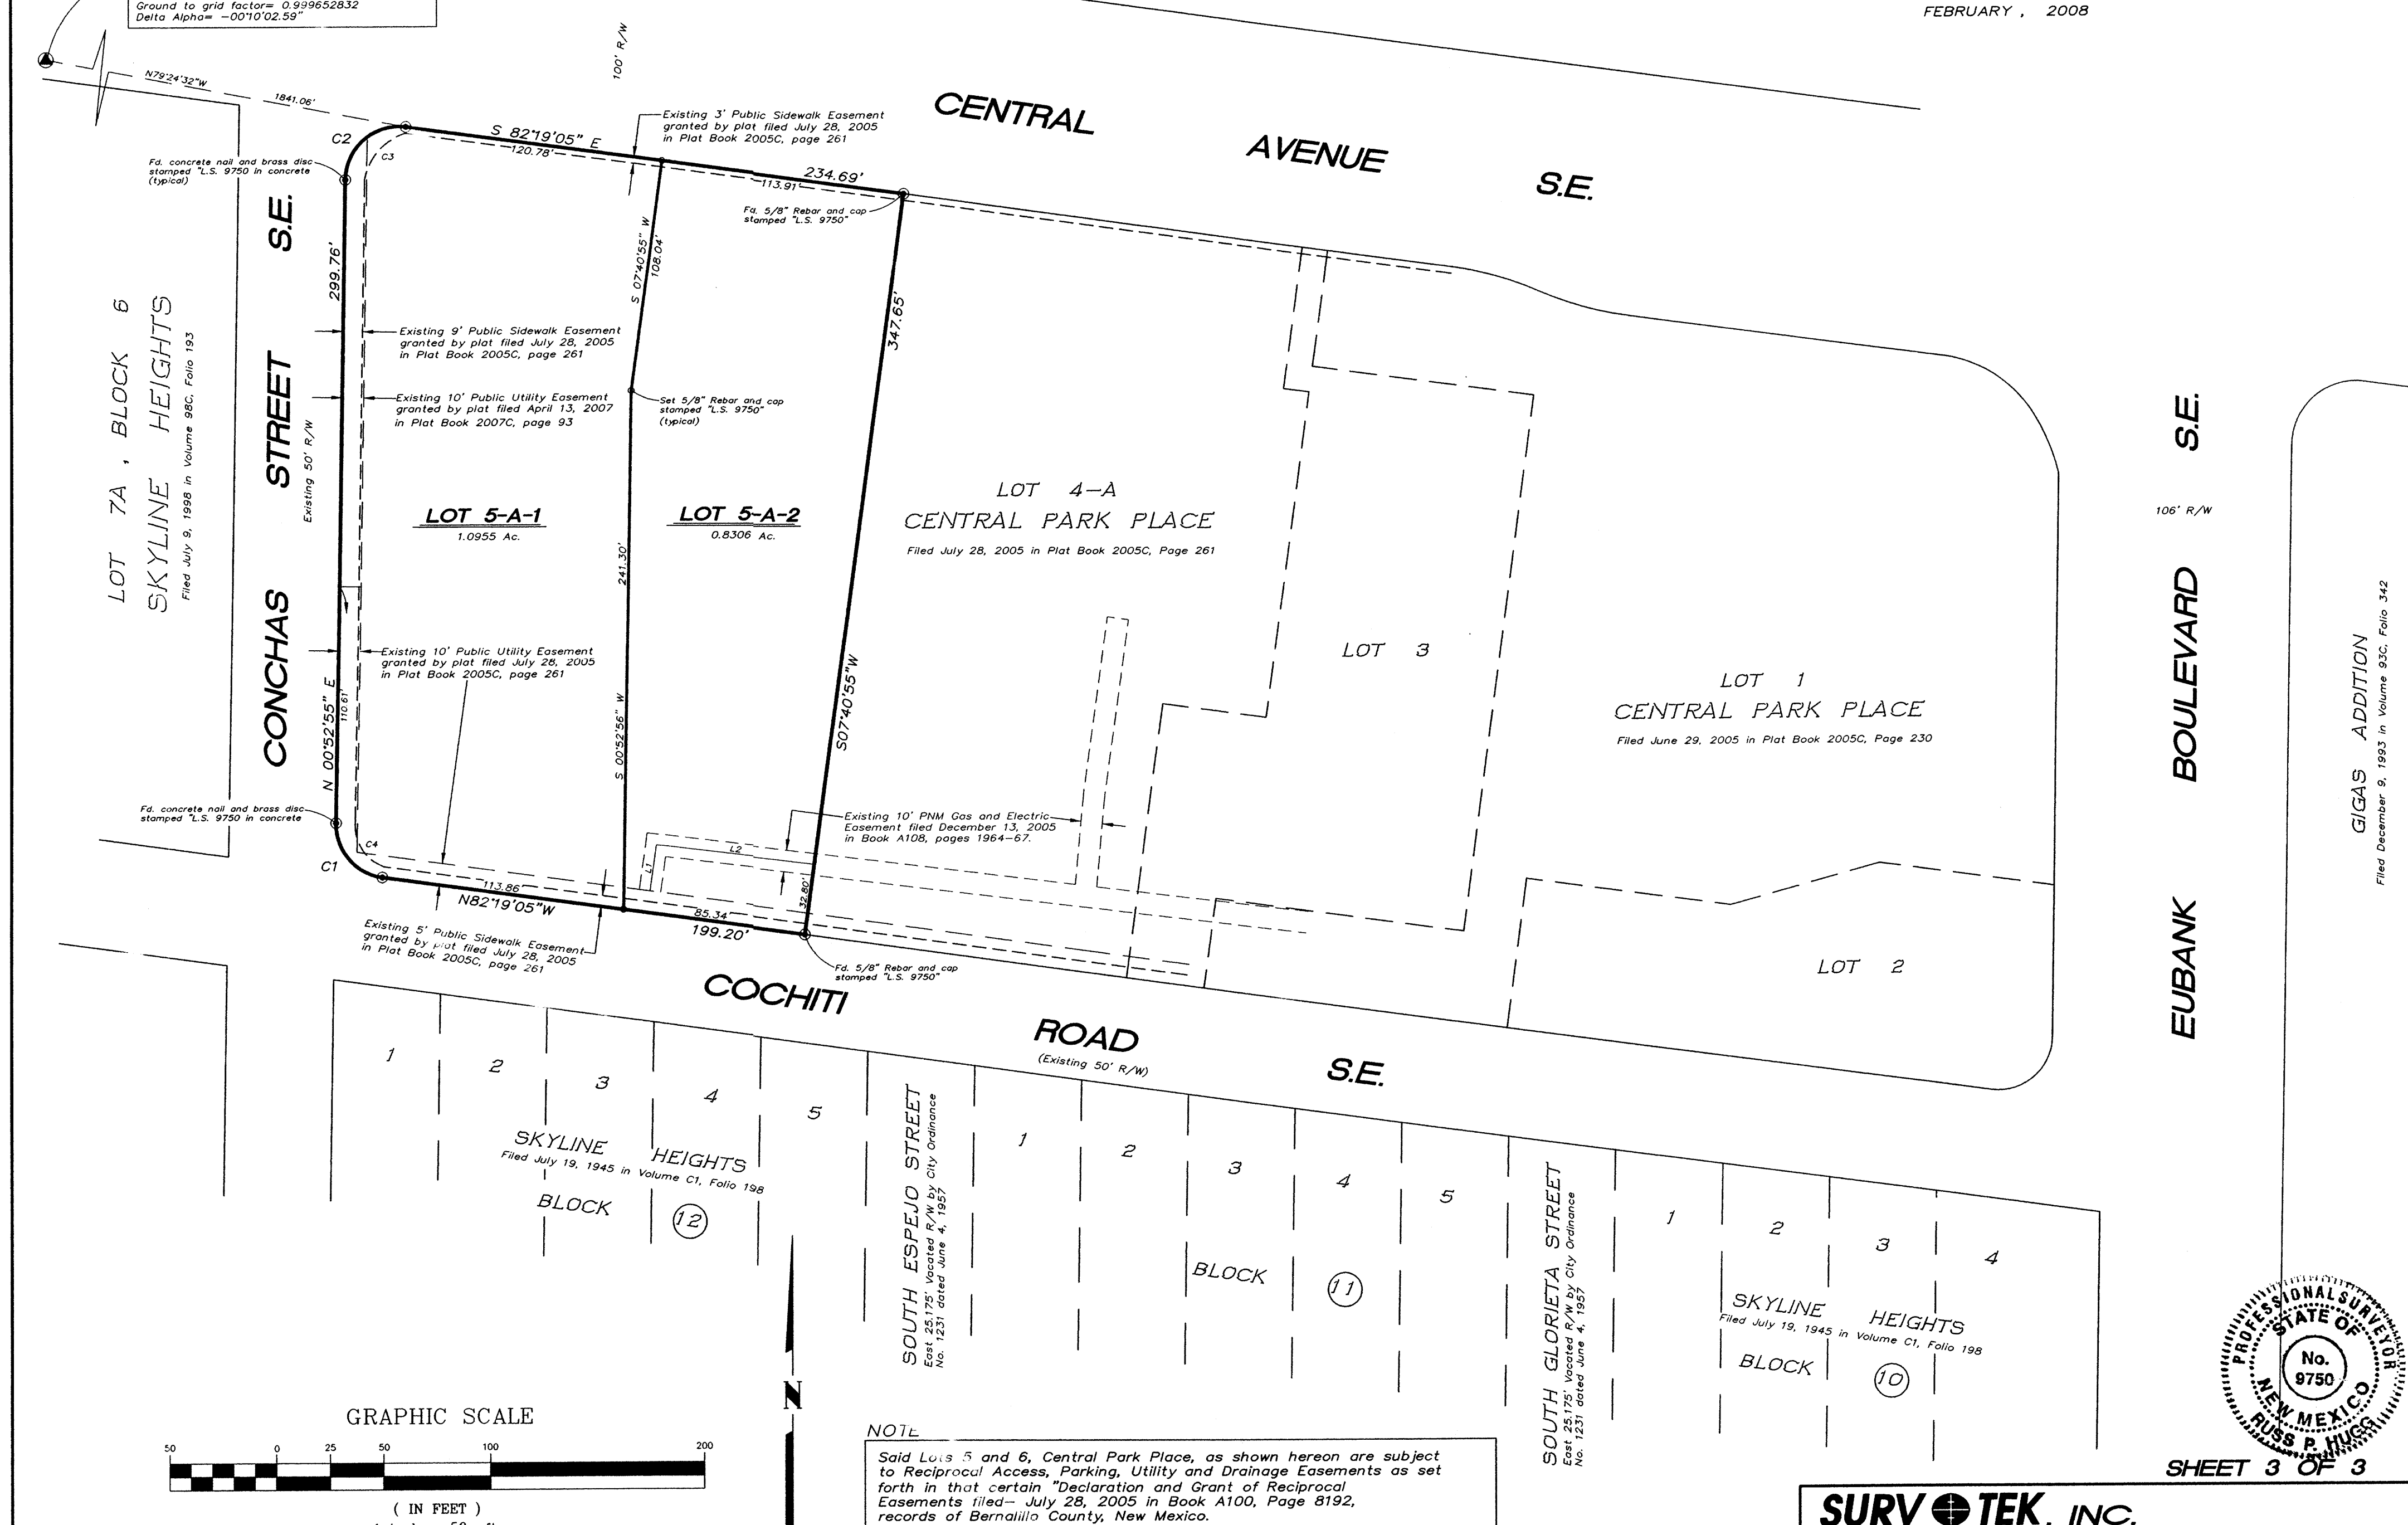 Ground to grid factor= 0.999652832
Delta Alpha= -00°10'02.59"
FEBRUARY , 2008
N79°24'32"W
1841.06'
100' R/W
CENTRAL AVENUE S.E.
Existing 3' Public Sidewalk Easement
granted by plat filed July 28, 2005
in Plat Book 2005C, page 261
C2
C3
S 82°19'05" E
120.78'
234.69'
113.91'
Fd. concrete nail and brass disc
stamped "L.S. 9750 in concrete
(typical)
Fd. 5/8" Rebar and cap
stamped "L.S. 9750"
LOT 7A , BLOCK 6
SKYLINE HEIGHTS
Filed July 9, 1998 in Volume 98C, Folio 193
CONCHAS STREET S.E.
Existing 50' R/W
299.76'
N 00°52'55" E
110.61'
S 07°40'55" W
108.04'
347.65'
S07°40'55"W
Existing 9' Public Sidewalk Easement
granted by plat filed July 28, 2005
in Plat Book 2005C, page 261
Existing 10' Public Utility Easement
granted by plat filed April 13, 2007
in Plat Book 2007C, page 93
Set 5/8" Rebar and cap
stamped "L.S. 9750"
(typical)
LOT 5-A-1
1.0955 Ac.
LOT 5-A-2
0.8306 Ac.
241.30'
S 00°52'56" W
LOT 4-A
CENTRAL PARK PLACE
Filed July 28, 2005 in Plat Book 2005C, Page 261
LOT 3
LOT 1
CENTRAL PARK PLACE
Filed June 29, 2005 in Plat Book 2005C, Page 230
LOT 2
106' R/W
EUBANK BOULEVARD S.E.
GIGAS ADDITION
Filed December 9, 1993 in Volume 93C, Folio 342
Existing 10' Public Utility Easement
granted by plat filed July 28, 2005
in Plat Book 2005C, page 261
Fd. concrete nail and brass disc
stamped "L.S. 9750 in concrete
Existing 10' PNM Gas and Electric
Easement filed December 13, 2005
in Book A108, pages 1964-67.
C1
C4
L1
L2
32.80'
113.86'
N82°19'05"W
85.34'
199.20'
Existing 5' Public Sidewalk Easement
granted by plat filed July 28, 2005
in Plat Book 2005C, page 261
Fd. 5/8" Rebar and cap
stamped "L.S. 9750"
COCHITI ROAD S.E.
(Existing 50' R/W)
1
2
3
4
5
SKYLINE HEIGHTS
Filed July 19, 1945 in Volume C1, Folio 198
BLOCK 12
SOUTH ESPEJO STREET
East 25.175' Vacated R/W by City Ordinance
No. 1231 dated June 4, 1957
1
2
3
4
5
BLOCK 11
SOUTH GLORIETA STREET
East 25.175' Vacated R/W by City Ordinance
No. 1231 dated June 4, 1957
1
2
3
4
SKYLINE HEIGHTS
Filed July 19, 1945 in Volume C1, Folio 198
BLOCK 10
PROFESSIONAL SURVEYOR
STATE OF
No.
9750
NEW MEXICO
RUSS P. HUGG
GRAPHIC SCALE
50 0 25 50 100 200
( IN FEET )
N
NOTE
Said Lots 5 and 6, Central Park Place, as shown hereon are subject
to Reciprocal Access, Parking, Utility and Drainage Easements as set
forth in that certain "Declaration and Grant of Reciprocal
Easements filed- July 28, 2005 in Book A100, Page 8192,
records of Bernalillo County, New Mexico.
SHEET 3 OF 3
SURV TEK, INC.